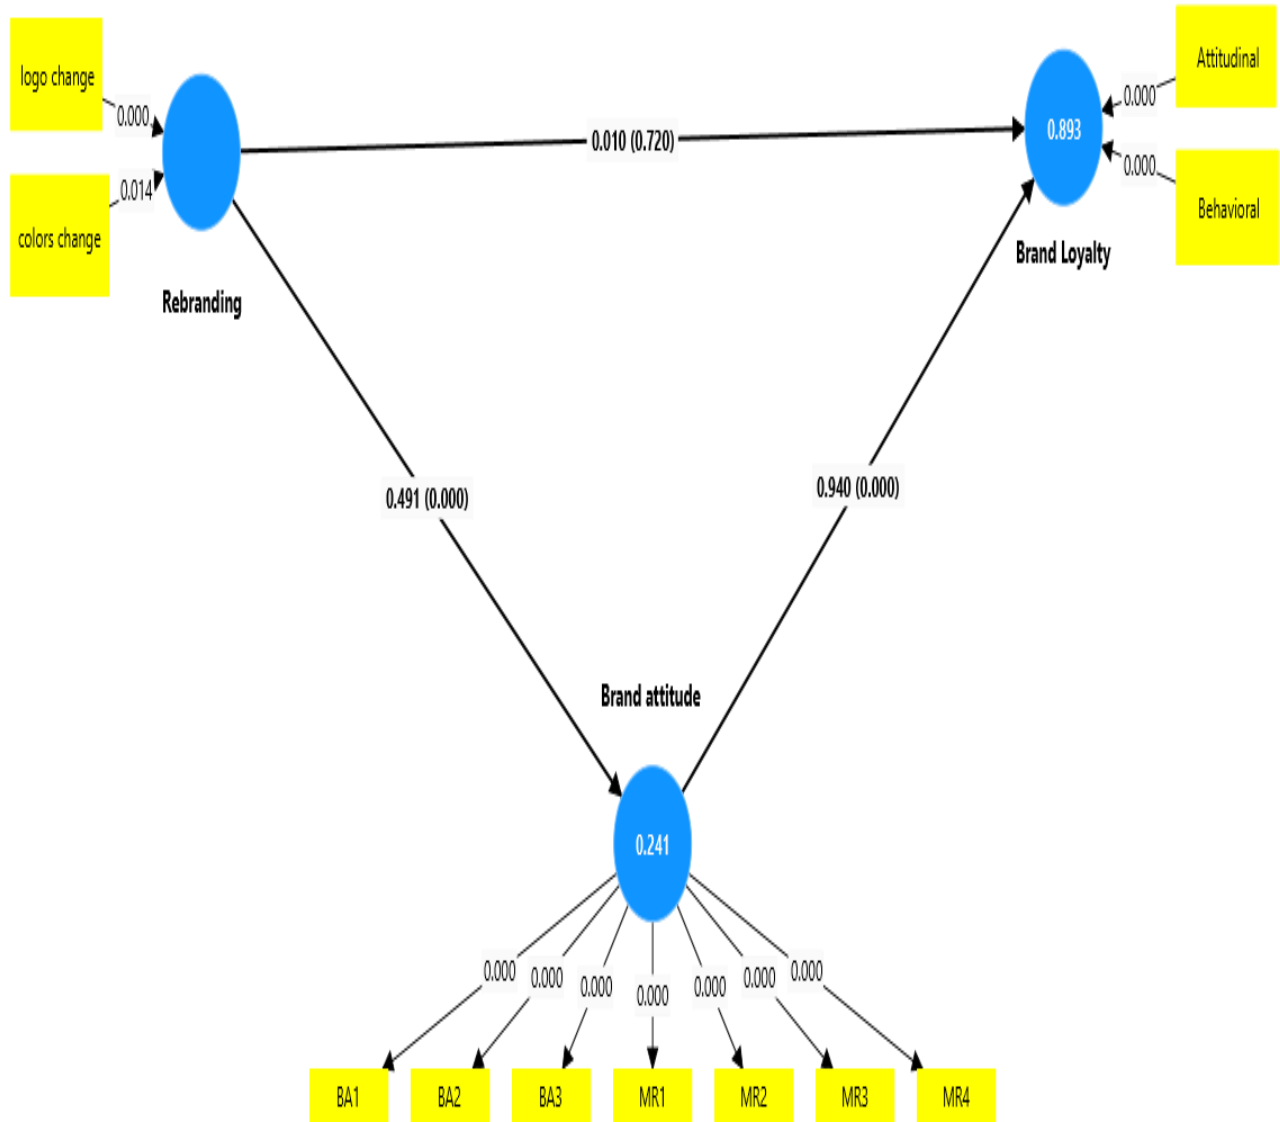 logo change
0.000
colors change
0.014
Rebranding
0.010 (0.720)
0.893
Brand Loyalty
Attitudinal
0.000
Behavioral
0.000
0.491 (0.000)
0.940 (0.000)
Brand attitude
0.241
0.000
0.000
0.000
0.000
0.000
0.000
0.000
BA1
BA2
BA3
MR1
MR2
MR3
MR4